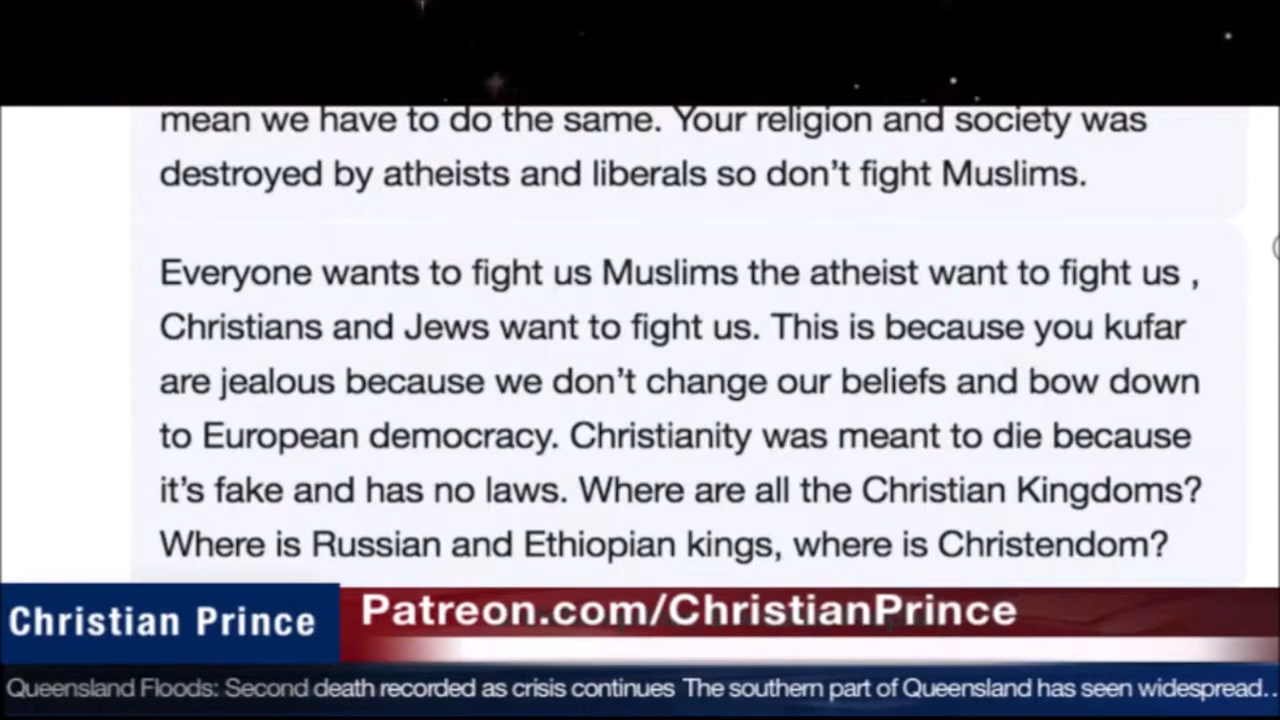 mean we have to do the same. Your religion and society was
destroyed by atheists and liberals so don't fight Muslims.
Everyone wants to fight us Muslims the atheist want to fight us ,
Christians and Jews want to fight us. This is because you kufar
are jealous because we don't change our beliefs and bow down
to European democracy. Christianity was meant to die because
it's fake and has no laws. Where are all the Christian Kingdoms?
Where is Russian and Ethiopian kings, where is Christendom?
Christian Prince
Patreon.com/ChristianPrince
Queensland Floods: Second death recorded as crisis continues The southern part of Queensland has seen widespread..